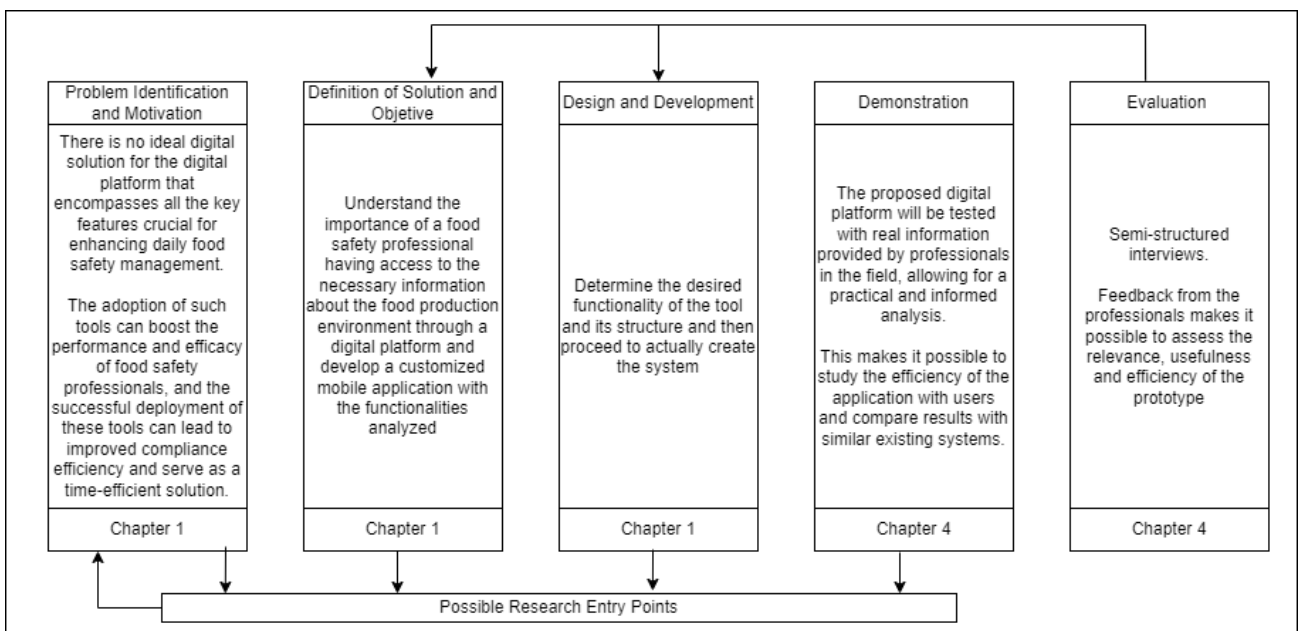 Problem Identification
and Motivation
There is no ideal digital
solution for the digital
platform that
encompasses all the key
features crucial for
enhancing daily food
safety management.
The adoption of such
tools can boost the
performance and efficacy
of food safety
professionals, and the
successful deployment of
these tools can lead to
improved compliance
efficiency and serve as a
time-efficient solution.
Chapter 1
Definition of Solution and
Objetive
Understand the
importance of a food
safety professional
having access to the
necessary information
about the food production
environment through a
digital platform and
develop a customized
mobile application with
the functionalities
analyzed
Chapter 1
Design and Development
Determine the desired
functionality of the tool
and its structure and then
proceed to actually create
the system
Chapter 1
Demonstration
The proposed digital
platform will be tested
with real information
provided by professionals
in the field, allowing for a
practical and informed
analysis.
This makes it possible to
study the efficiency of the
application with users
and compare results with
similar existing systems.
Chapter 4
Evaluation
Semi-structured
interviews.
Feedback from the
professionals makes it
possible to assess the
relevance, usefulness
and efficiency of the
prototype
Chapter 4
Possible Research Entry Points